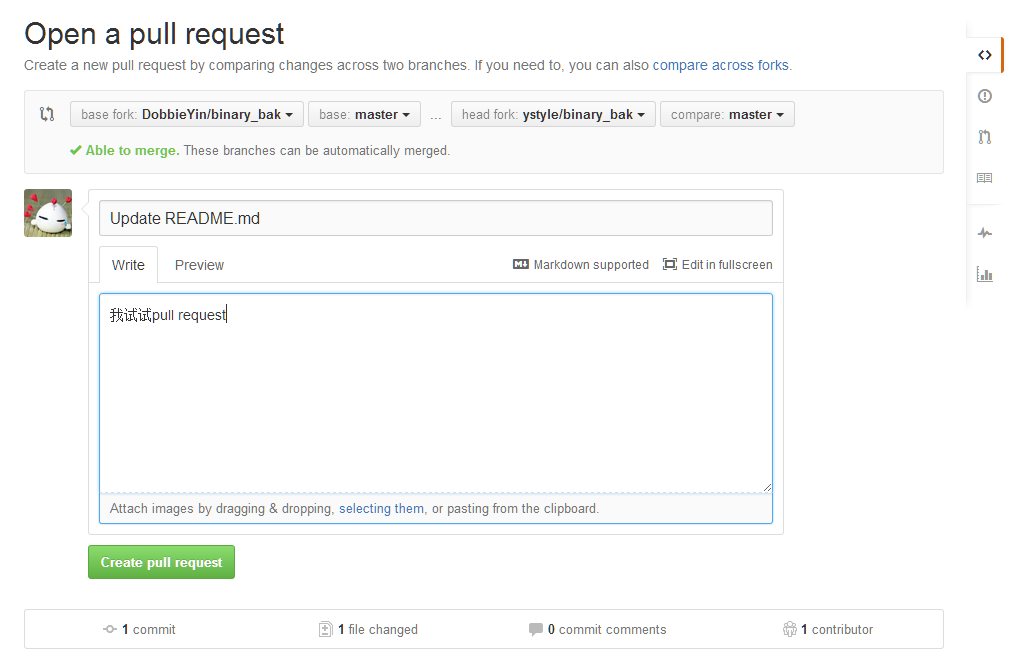 Open a pull request
Create a new pull request by comparing changes across two branches. If you need to, you can also compare across forks.
base fork: DobbieYin/binary_bak base: master ... head fork: ystyle/binary_bak compare: master
Able to merge. These branches can be automatically merged.
Update README.md
Write Preview Markdown supported Edit in fullscreen
我试试pull request
Attach images by dragging & dropping, selecting them, or pasting from the clipboard.
Create pull request
1 commit 1 file changed 0 commit comments 1 contributor